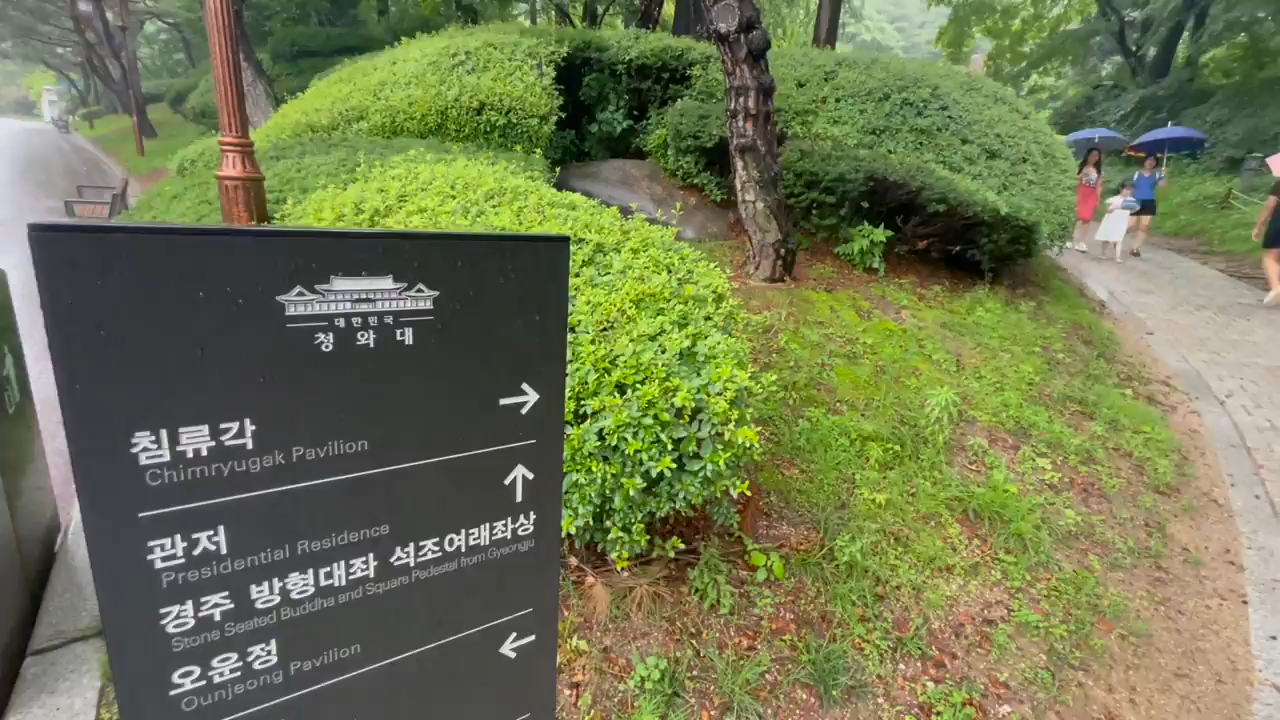 대한민국
청와대
침류각
Chimryugak Pavilion
관저
Presidential Residence
경주 방형대좌 석조여래좌상
Stone Seated Buddha and Square Pedestal from Gyeongju
오운정
Ounjeong Pavilion